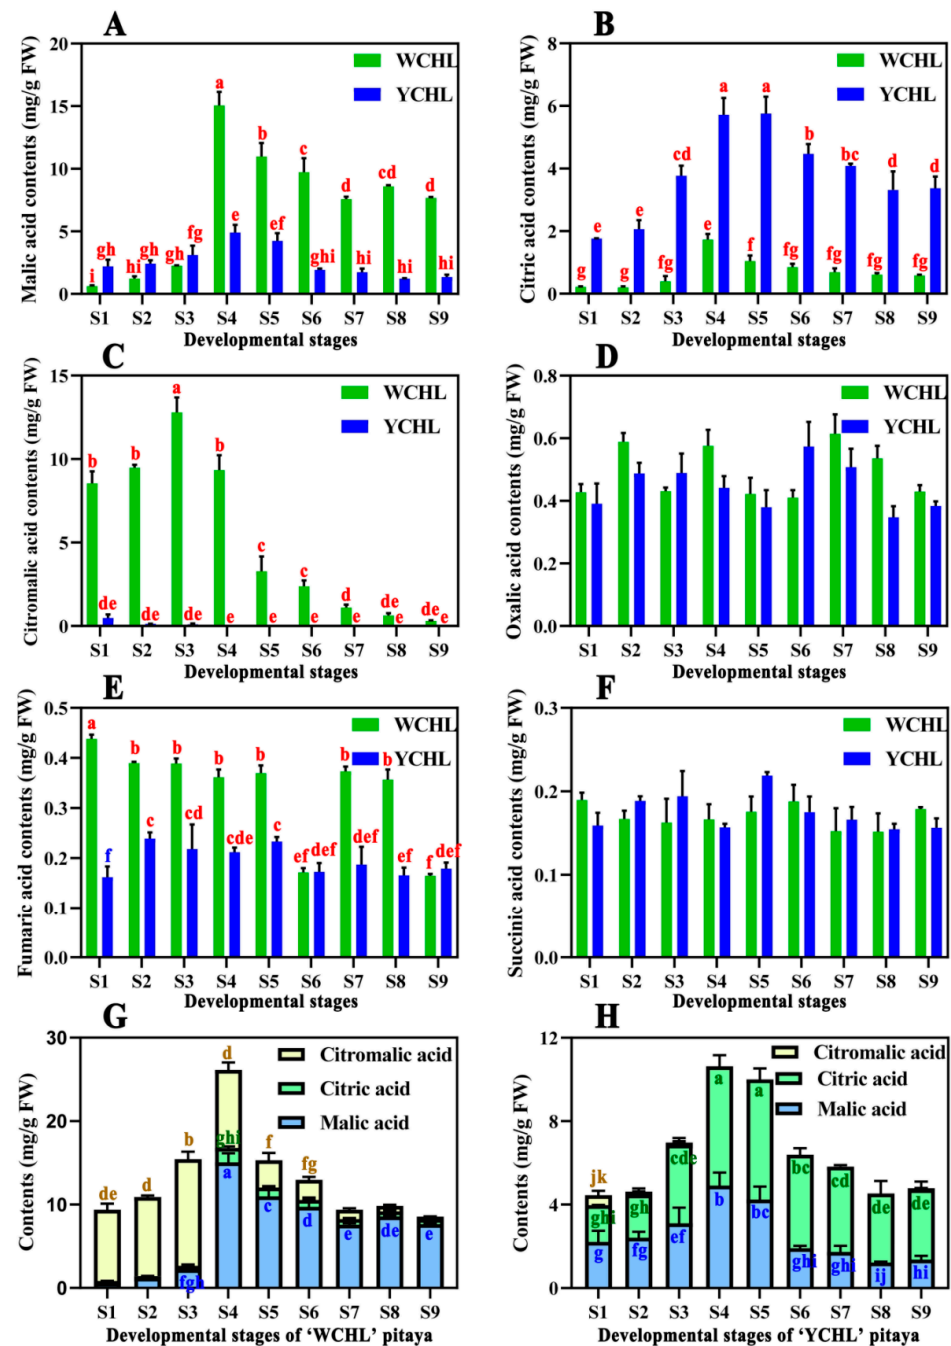 A
Malic acid contents (mg/g FW)
20
15
10
5
0
WCHL
YCHL
i gh hi gh gh fg a e b ef c ghi d hi cd hi d hi
S1 S2 S3 S4 S5 S6 S7 S8 S9
Developmental stages
B
Citric acid contents (mg/g FW)
8
6
4
2
0
WCHL
YCHL
g e g e fg cd e a f a fg b fg bc fg d fg d
S1 S2 S3 S4 S5 S6 S7 S8 S9
Developmental stages
C
Citromalic acid contents (mg/g FW)
15
10
5
0
WCHL
YCHL
b de b de a de b e c e c e d e de e de e
S1 S2 S3 S4 S5 S6 S7 S8 S9
Developmental stages
D
Oxalic acid contents (mg/g FW)
0.8
0.6
0.4
0.2
0.0
WCHL
YCHL
S1 S2 S3 S4 S5 S6 S7 S8 S9
Developmental stages
E
Fumaric acid contents (mg/g FW)
0.5
0.4
0.3
0.2
0.1
0.0
WCHL
YCHL
a f b c b cd b cde b c ef def b def b ef f def
S1 S2 S3 S4 S5 S6 S7 S8 S9
Developmental stages
F
Succinic acid contents (mg/g FW)
0.3
0.2
0.1
0.0
WCHL
YCHL
S1 S2 S3 S4 S5 S6 S7 S8 S9
Developmental stages
G
Contents (mg/g FW)
30
20
10
0
Citromalic acid
Citric acid
Malic acid
de d b d f fg
ghi
fgh a c d e de e
S1 S2 S3 S4 S5 S6 S7 S8 S9
Developmental stages of ‘WCHL’ pitaya
H
Contents (mg/g FW)
12
8
4
0
Citromalic acid
Citric acid
Malic acid
jk
ghi gh cde a a bc cd de de
g fg ef b bc ghi ghi ij hi
S1 S2 S3 S4 S5 S6 S7 S8 S9
Developmental stages of ‘YCHL’ pitaya